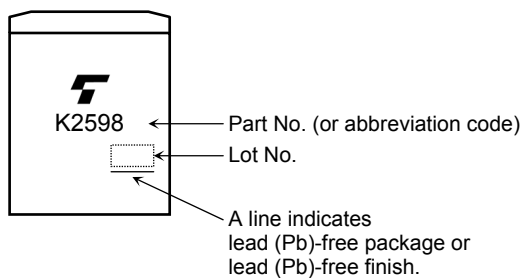 K2598
Part No. (or abbreviation code)
Lot No.
A line indicates
lead (Pb)-free package or
lead (Pb)-free finish.